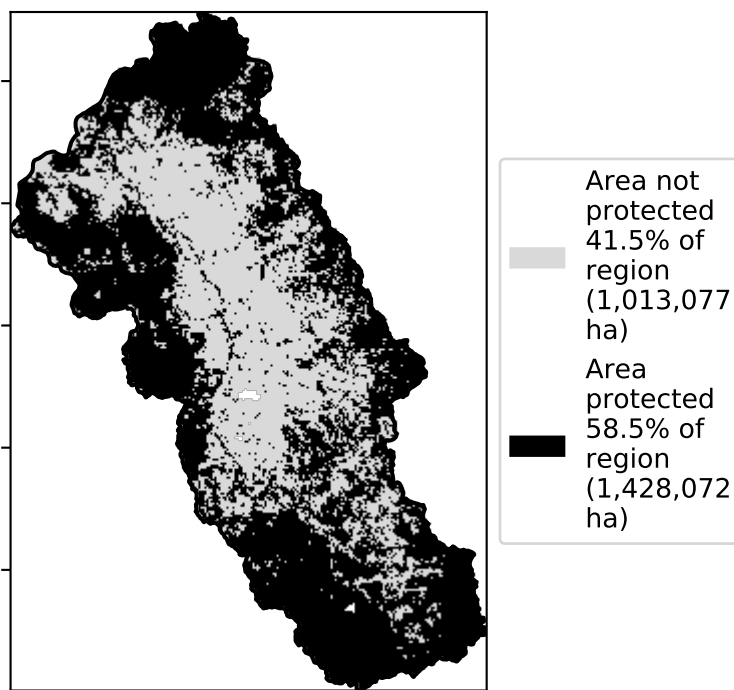 Area not
protected
41.5% of
region
(1,013,077
ha)
Area
protected
58.5% of
region
(1,428,072
ha)